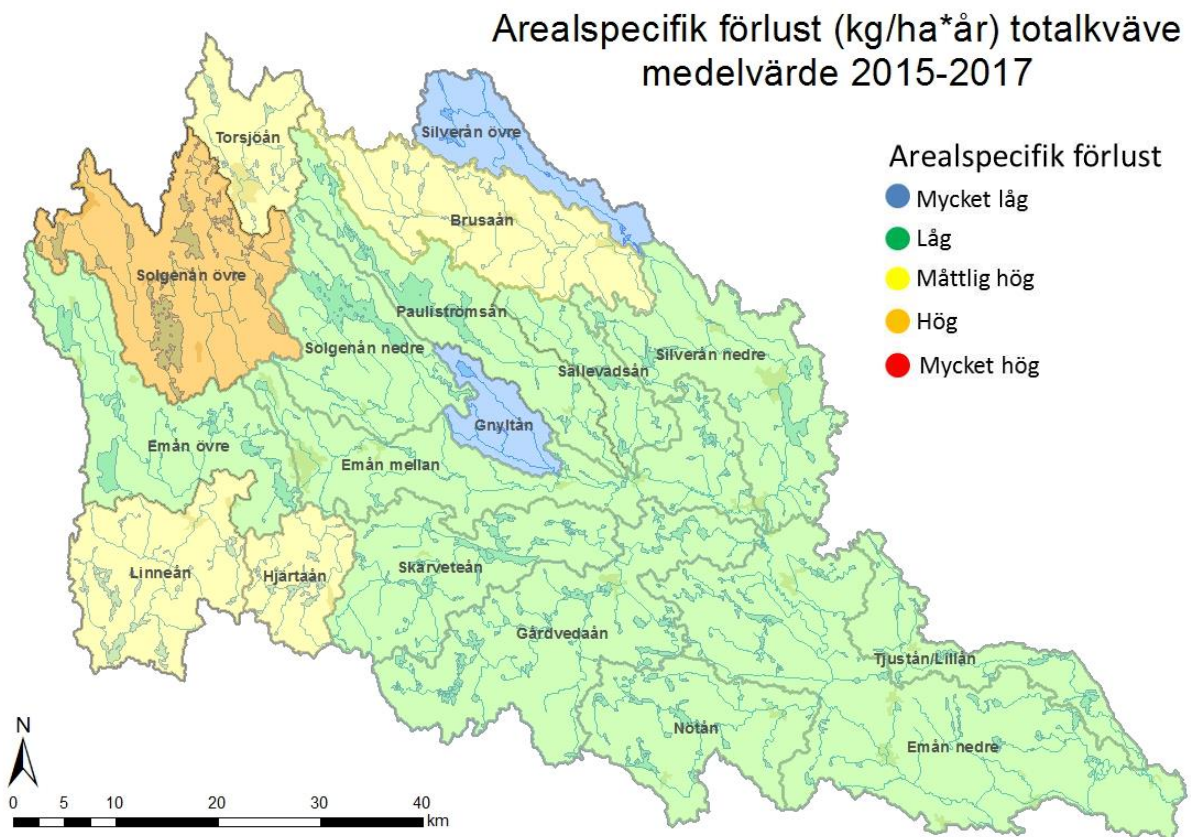 Arealspecifik förlust (kg/ha*år) totalkväve
medelvärde 2015-2017
Arealspecifik förlust
Mycket låg
Låg
Måttlig hög
Hög
Mycket hög
Torsjöån
Silverån övre
Brusaån
Solgenån övre
Pauliströmsån
Solgenån nedre
Silverån nedre
Sällevadsån
Gnyltån
Emån övre
Emån mellan
Linneån
Hjärtaån
Skärveteån
Gårdvedaån
Tjustån/Lillån
Nötån
Emån nedre
N
0 5 10 20 30 40
km